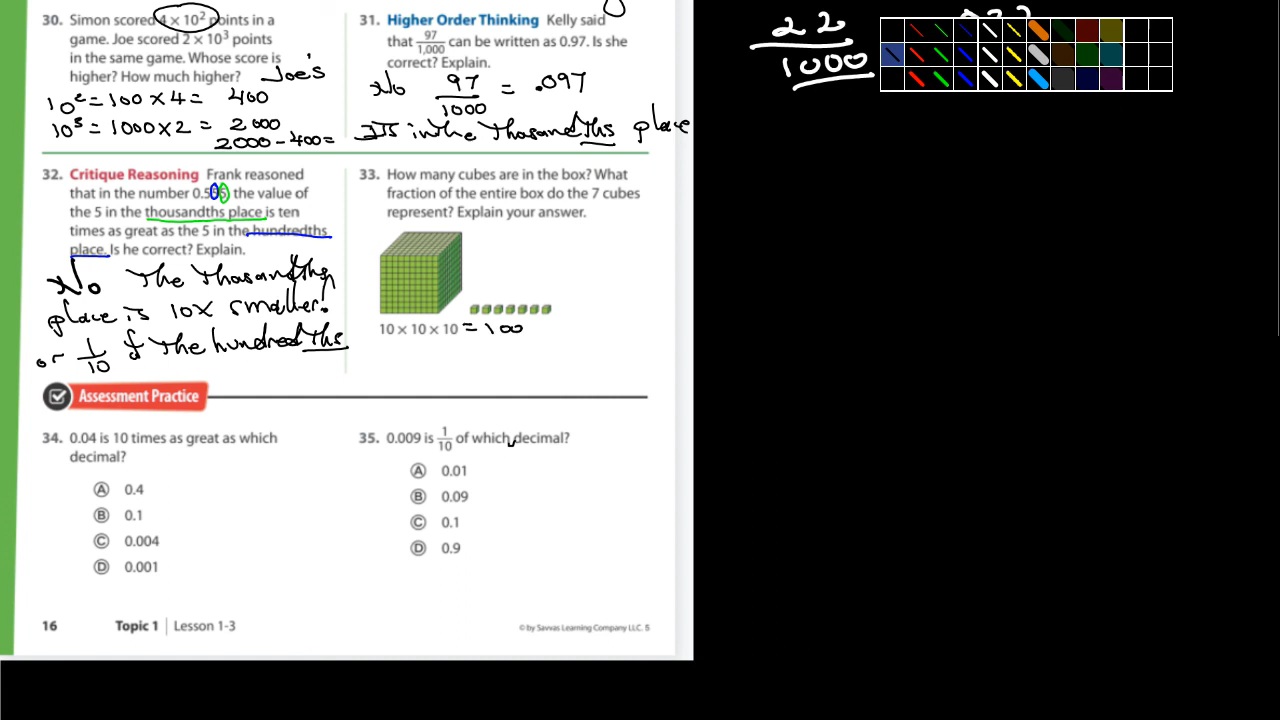 30. Simon scored 4 × 10² points in a
game. Joe scored 2 × 10³ points
in the same game. Whose score is
higher? How much higher?
Joe's
10² = 100 × 4 = 400
10³ = 1000 × 2 = 2000
2000 - 400 =
31. Higher Order Thinking Kelly said
that 97/1,000 can be written as 0.97. Is she
correct? Explain.
No 97/1000 = .097
Its in the thousandths place
22
1000
32. Critique Reasoning Frank reasoned
that in the number 0.555 the value of
the 5 in the thousandths place is ten
times as great as the 5 in the hundredths
place. Is he correct? Explain.
No The
place is 10x smaller!
or 1/10 of the hundredths
33. How many cubes are in the box? What
fraction of the entire box do the 7 cubes
represent? Explain your answer.
10 × 10 × 10 = 100
Assessment Practice
34. 0.04 is 10 times as great as which
decimal?
A 0.4
B 0.1
C 0.004
D 0.001
35. 0.009 is 1/10 of which decimal?
A 0.01
B 0.09
C 0.1
D 0.9
16 Topic 1 | Lesson 1-3
© by Savvas Learning Company LLC. 5